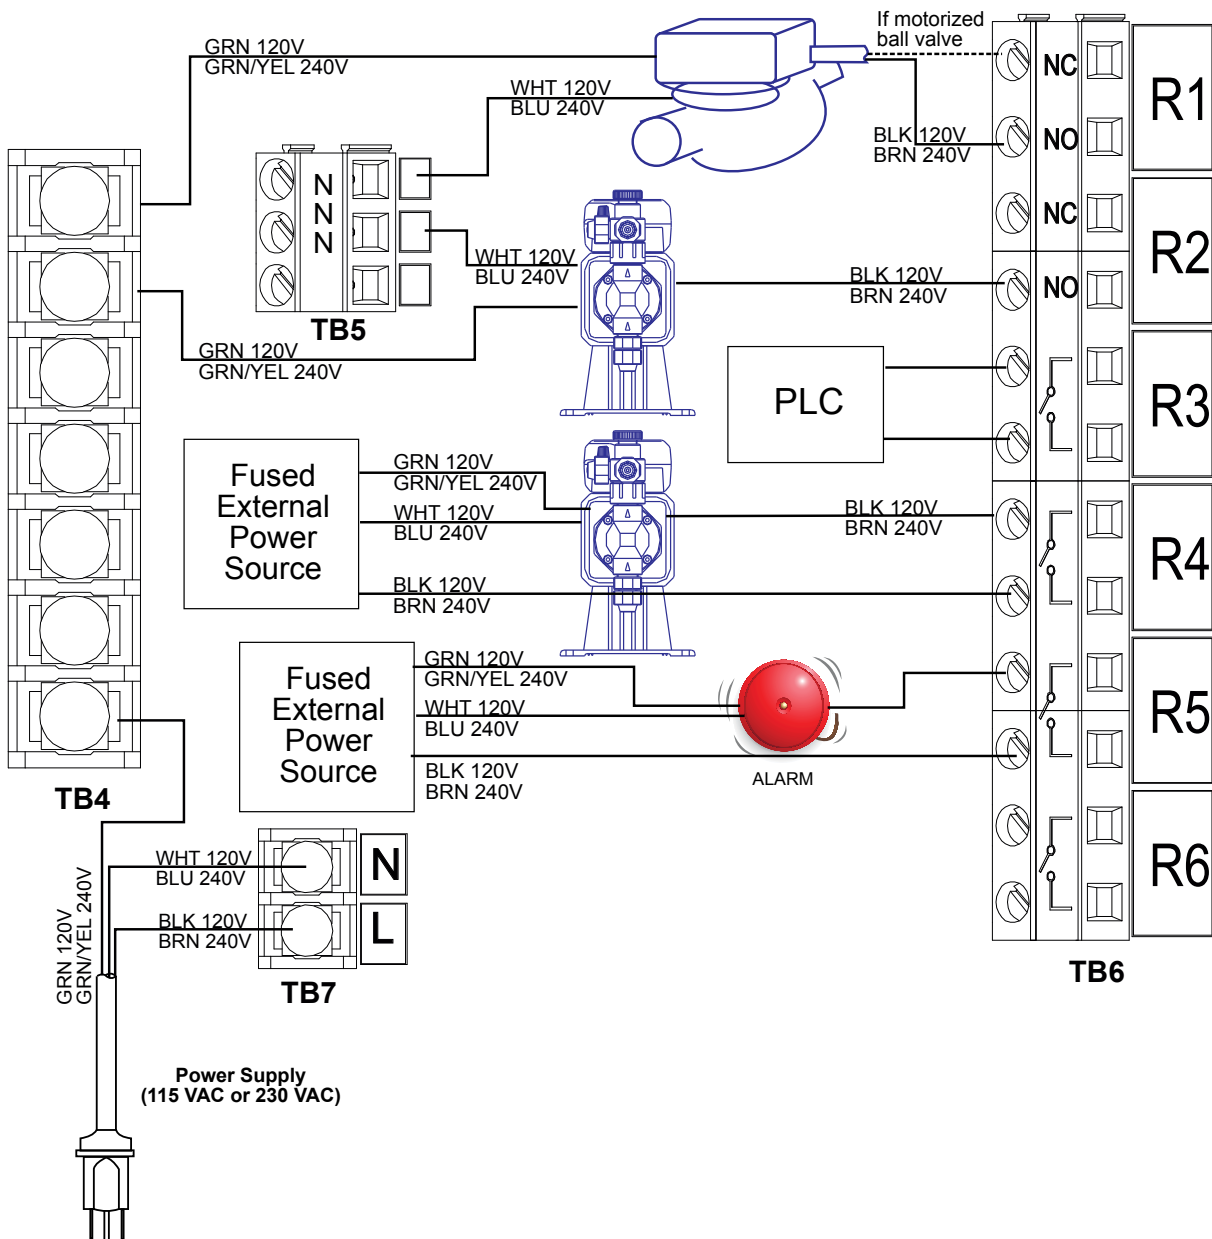 GRN 120V
GRN/YEL 240V
If motorized
ball valve
WHT 120V
BLU 240V
NC
R1
BLK 120V
BRN 240V
NO
N
N
N
TB5
NC
R2
WHT 120V
BLU 240V
BLK 120V
BRN 240V
NO
GRN 120V
GRN/YEL 240V
PLC
R3
Fused
External
Power
Source
GRN 120V
GRN/YEL 240V
WHT 120V
BLU 240V
BLK 120V
BRN 240V
BLK 120V
BRN 240V
R4
Fused
External
Power
Source
GRN 120V
GRN/YEL 240V
WHT 120V
BLU 240V
BLK 120V
BRN 240V
ALARM
R5
TB4
WHT 120V
BLU 240V
N
BLK 120V
BRN 240V
L
TB7
R6
TB6
GRN 120V
GRN/YEL 240V
Power Supply
(115 VAC or 230 VAC)